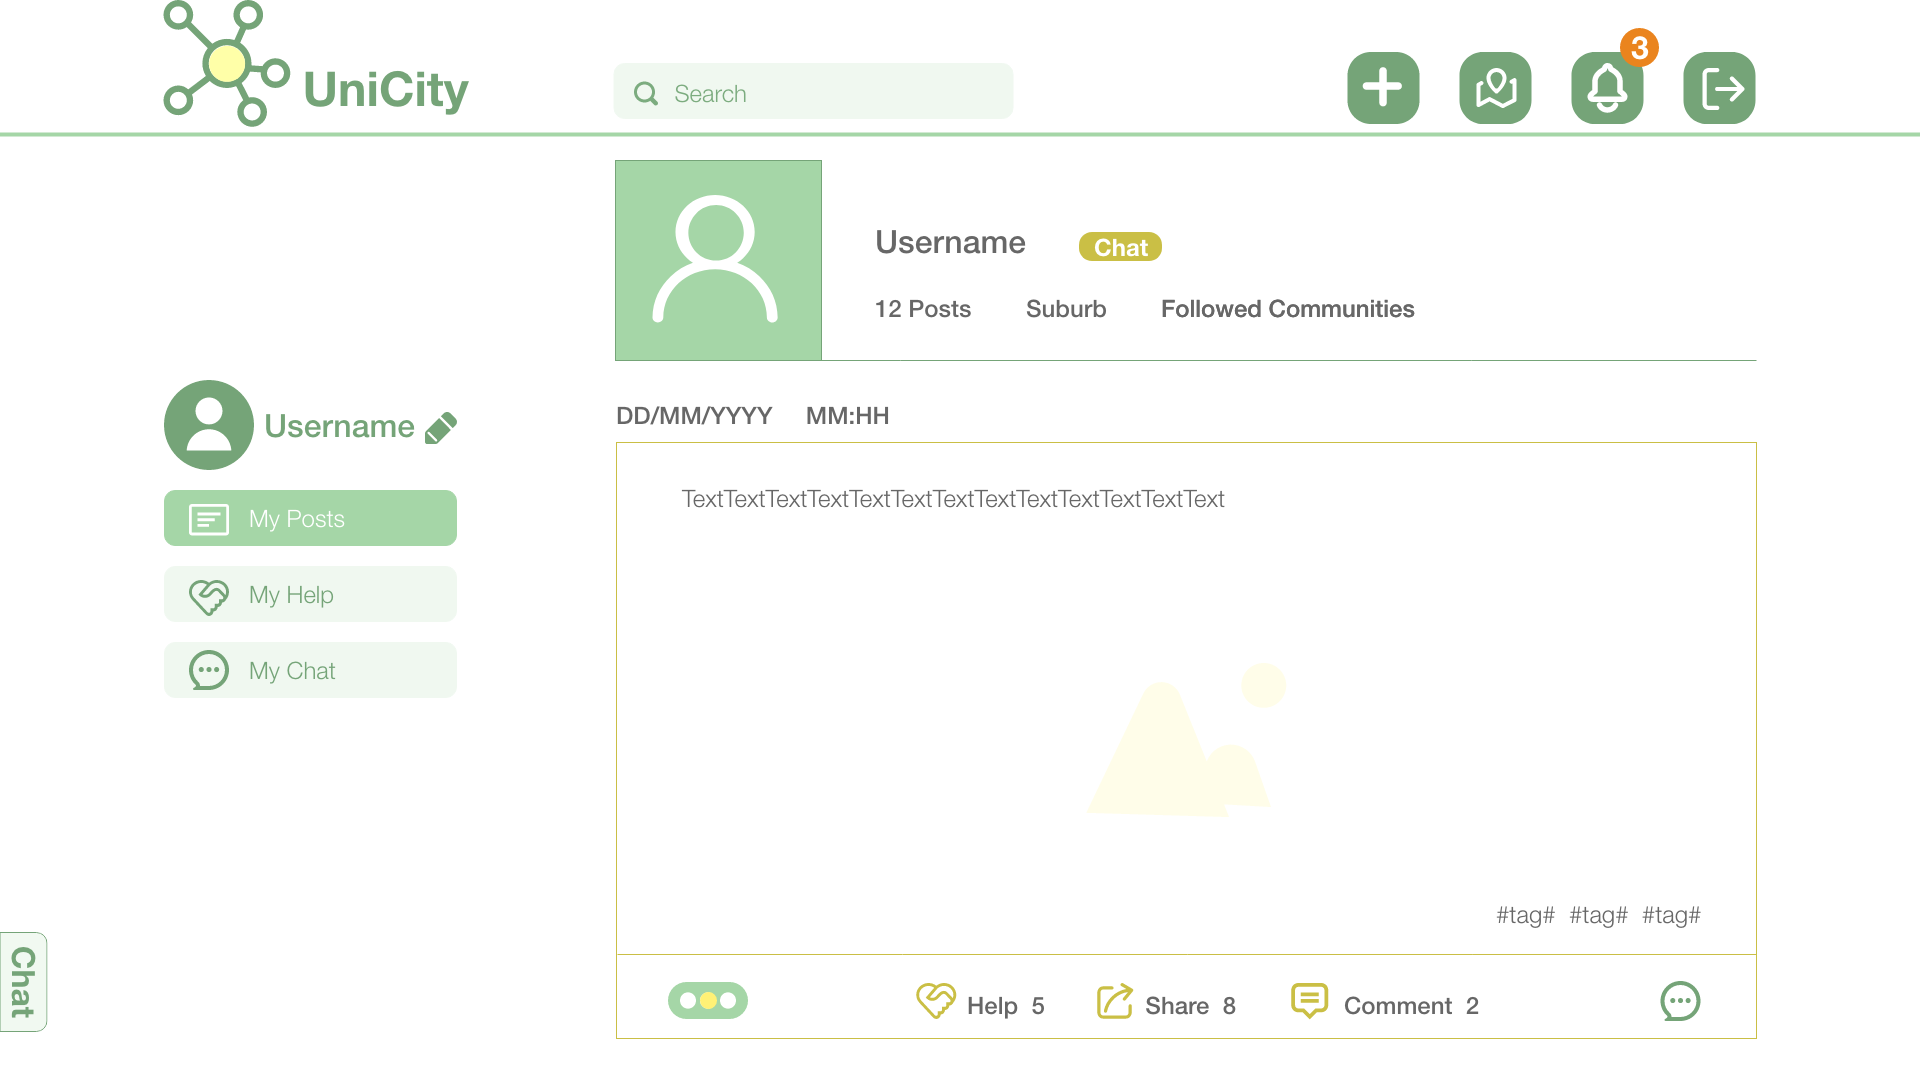 UniCity
Search
3
Username
Chat
12 Posts
Suburb
Followed Communities
Username
My Posts
My Help
My Chat
DD/MM/YYYY MM:HH
TextTextTextTextTextTextTextTextTextTextTextTextText
#tag# #tag# #tag#
Help 5
Share 8
Comment 2
Chat